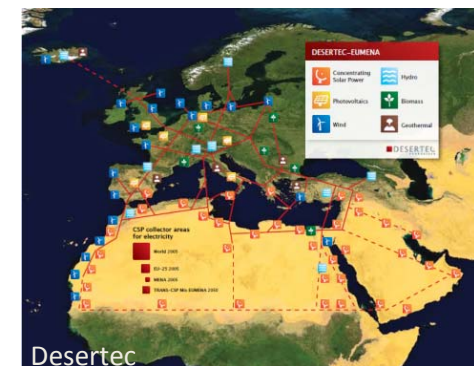 DESERTEC-EUMENA
Concentrating
Solar Power
Hydro
Photovoltaics
Biomass
Wind
Geothermal
DESERTEC
CSP collector areas
for electricity
World 2005
EU-25 2005
MENA 2005
TRANS-CSP Mix EUMENA 2050
Desertec